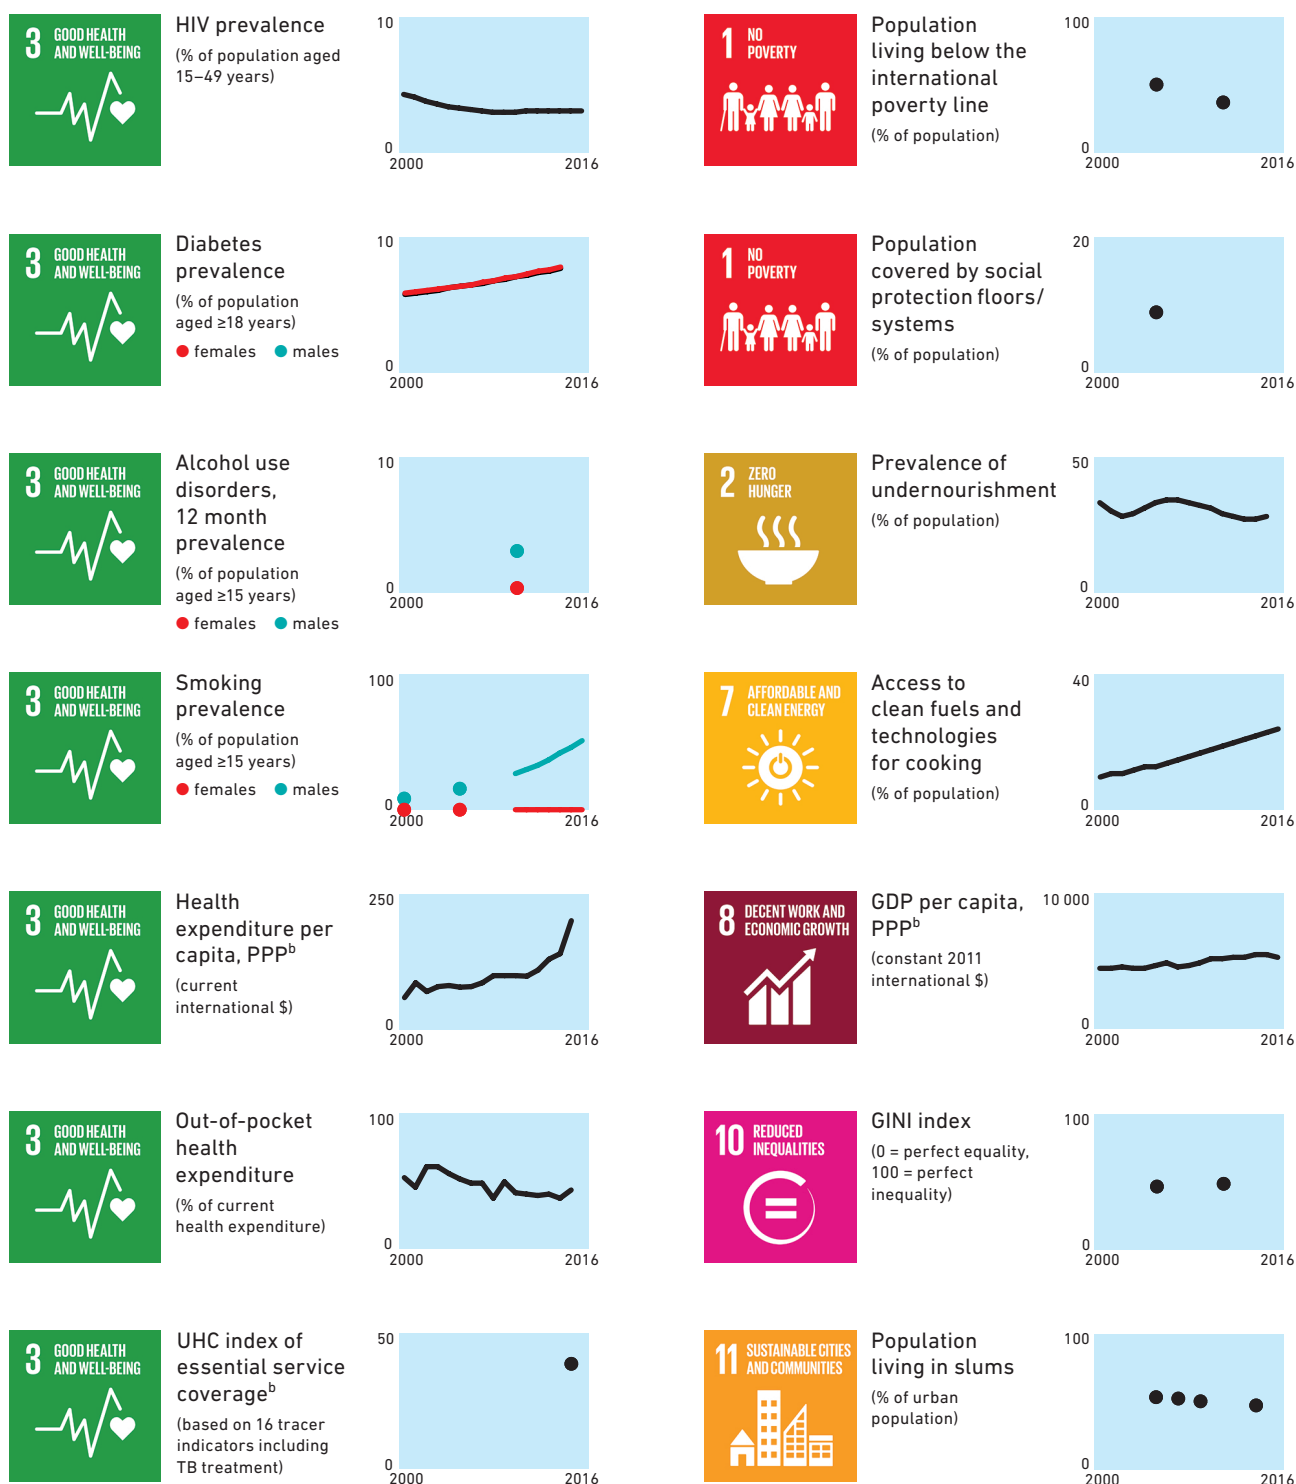 3 GOOD HEALTH
AND WELL-BEING
HIV prevalence
(% of population aged
15–49 years)
10
0
2000
2016
3 GOOD HEALTH
AND WELL-BEING
Diabetes
prevalence
(% of population
aged ≥18 years)
females males
10
0
2000
2016
3 GOOD HEALTH
AND WELL-BEING
Alcohol use
disorders,
12 month
prevalence
(% of population
aged ≥15 years)
females males
10
0
2000
2016
3 GOOD HEALTH
AND WELL-BEING
Smoking
prevalence
(% of population
aged ≥15 years)
females males
100
0
2000
2016
3 GOOD HEALTH
AND WELL-BEING
Health
expenditure per
capita, PPPb
(current
international $)
250
0
2000
2016
3 GOOD HEALTH
AND WELL-BEING
Out-of-pocket
health
expenditure
(% of current
health expenditure)
100
0
2000
2016
3 GOOD HEALTH
AND WELL-BEING
UHC index of
essential service
coverageb
(based on 16 tracer
indicators including
TB treatment)
50
0
2000
2016
1 NO
POVERTY
Population
living below the
international
poverty line
(% of population)
100
0
2000
2016
1 NO
POVERTY
Population
covered by social
protection floors/
systems
(% of population)
20
0
2000
2016
2 ZERO
HUNGER
Prevalence of
undernourishment
(% of population)
50
0
2000
2016
7 AFFORDABLE AND
CLEAN ENERGY
Access to
clean fuels and
technologies
for cooking
(% of population)
40
0
2000
2016
8 DECENT WORK AND
ECONOMIC GROWTH
GDP per capita,
PPPb
(constant 2011
international $)
10 000
0
2000
2016
10 REDUCED
INEQUALITIES
GINI index
(0 = perfect equality,
100 = perfect
inequality)
100
0
2000
2016
11 SUSTAINABLE CITIES
AND COMMUNITIES
Population
living in slums
(% of urban
population)
100
0
2000
2016